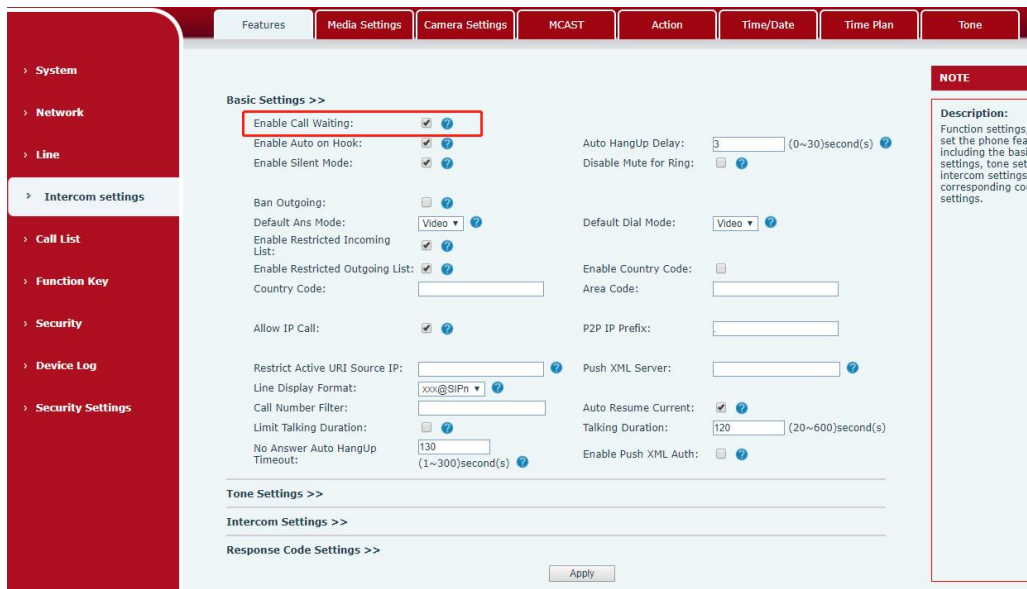 Features
Media Settings
Camera Settings
MCAST
Action
Time/Date
Time Plan
Tone
› System
› Network
› Line
› Intercom settings
› Call List
› Function Key
› Security
› Device Log
› Security Settings
Basic Settings >>
Enable Call Waiting:
Enable Auto on Hook:
Auto HangUp Delay: 3 (0~30)second(s)
Enable Silent Mode:
Disable Mute for Ring:
Ban Outgoing:
Default Ans Mode: Video
Default Dial Mode: Video
Enable Restricted Incoming
List:
Enable Restricted Outgoing List:
Enable Country Code:
Country Code:
Area Code:
Allow IP Call:
P2P IP Prefix: .
Restrict Active URI Source IP:
Push XML Server:
Line Display Format: xxx@SIPn
Call Number Filter:
Auto Resume Current:
Limit Talking Duration:
Talking Duration: 120 (20~600)second(s)
No Answer Auto HangUp
Timeout:
130
(1~300)second(s)
Enable Push XML Auth:
Tone Settings >>
Intercom Settings >>
Response Code Settings >>
Apply
NOTE
Description:
Function settings,
set the phone fea
including the basi
settings, tone set
intercom settings
corresponding co
settings.